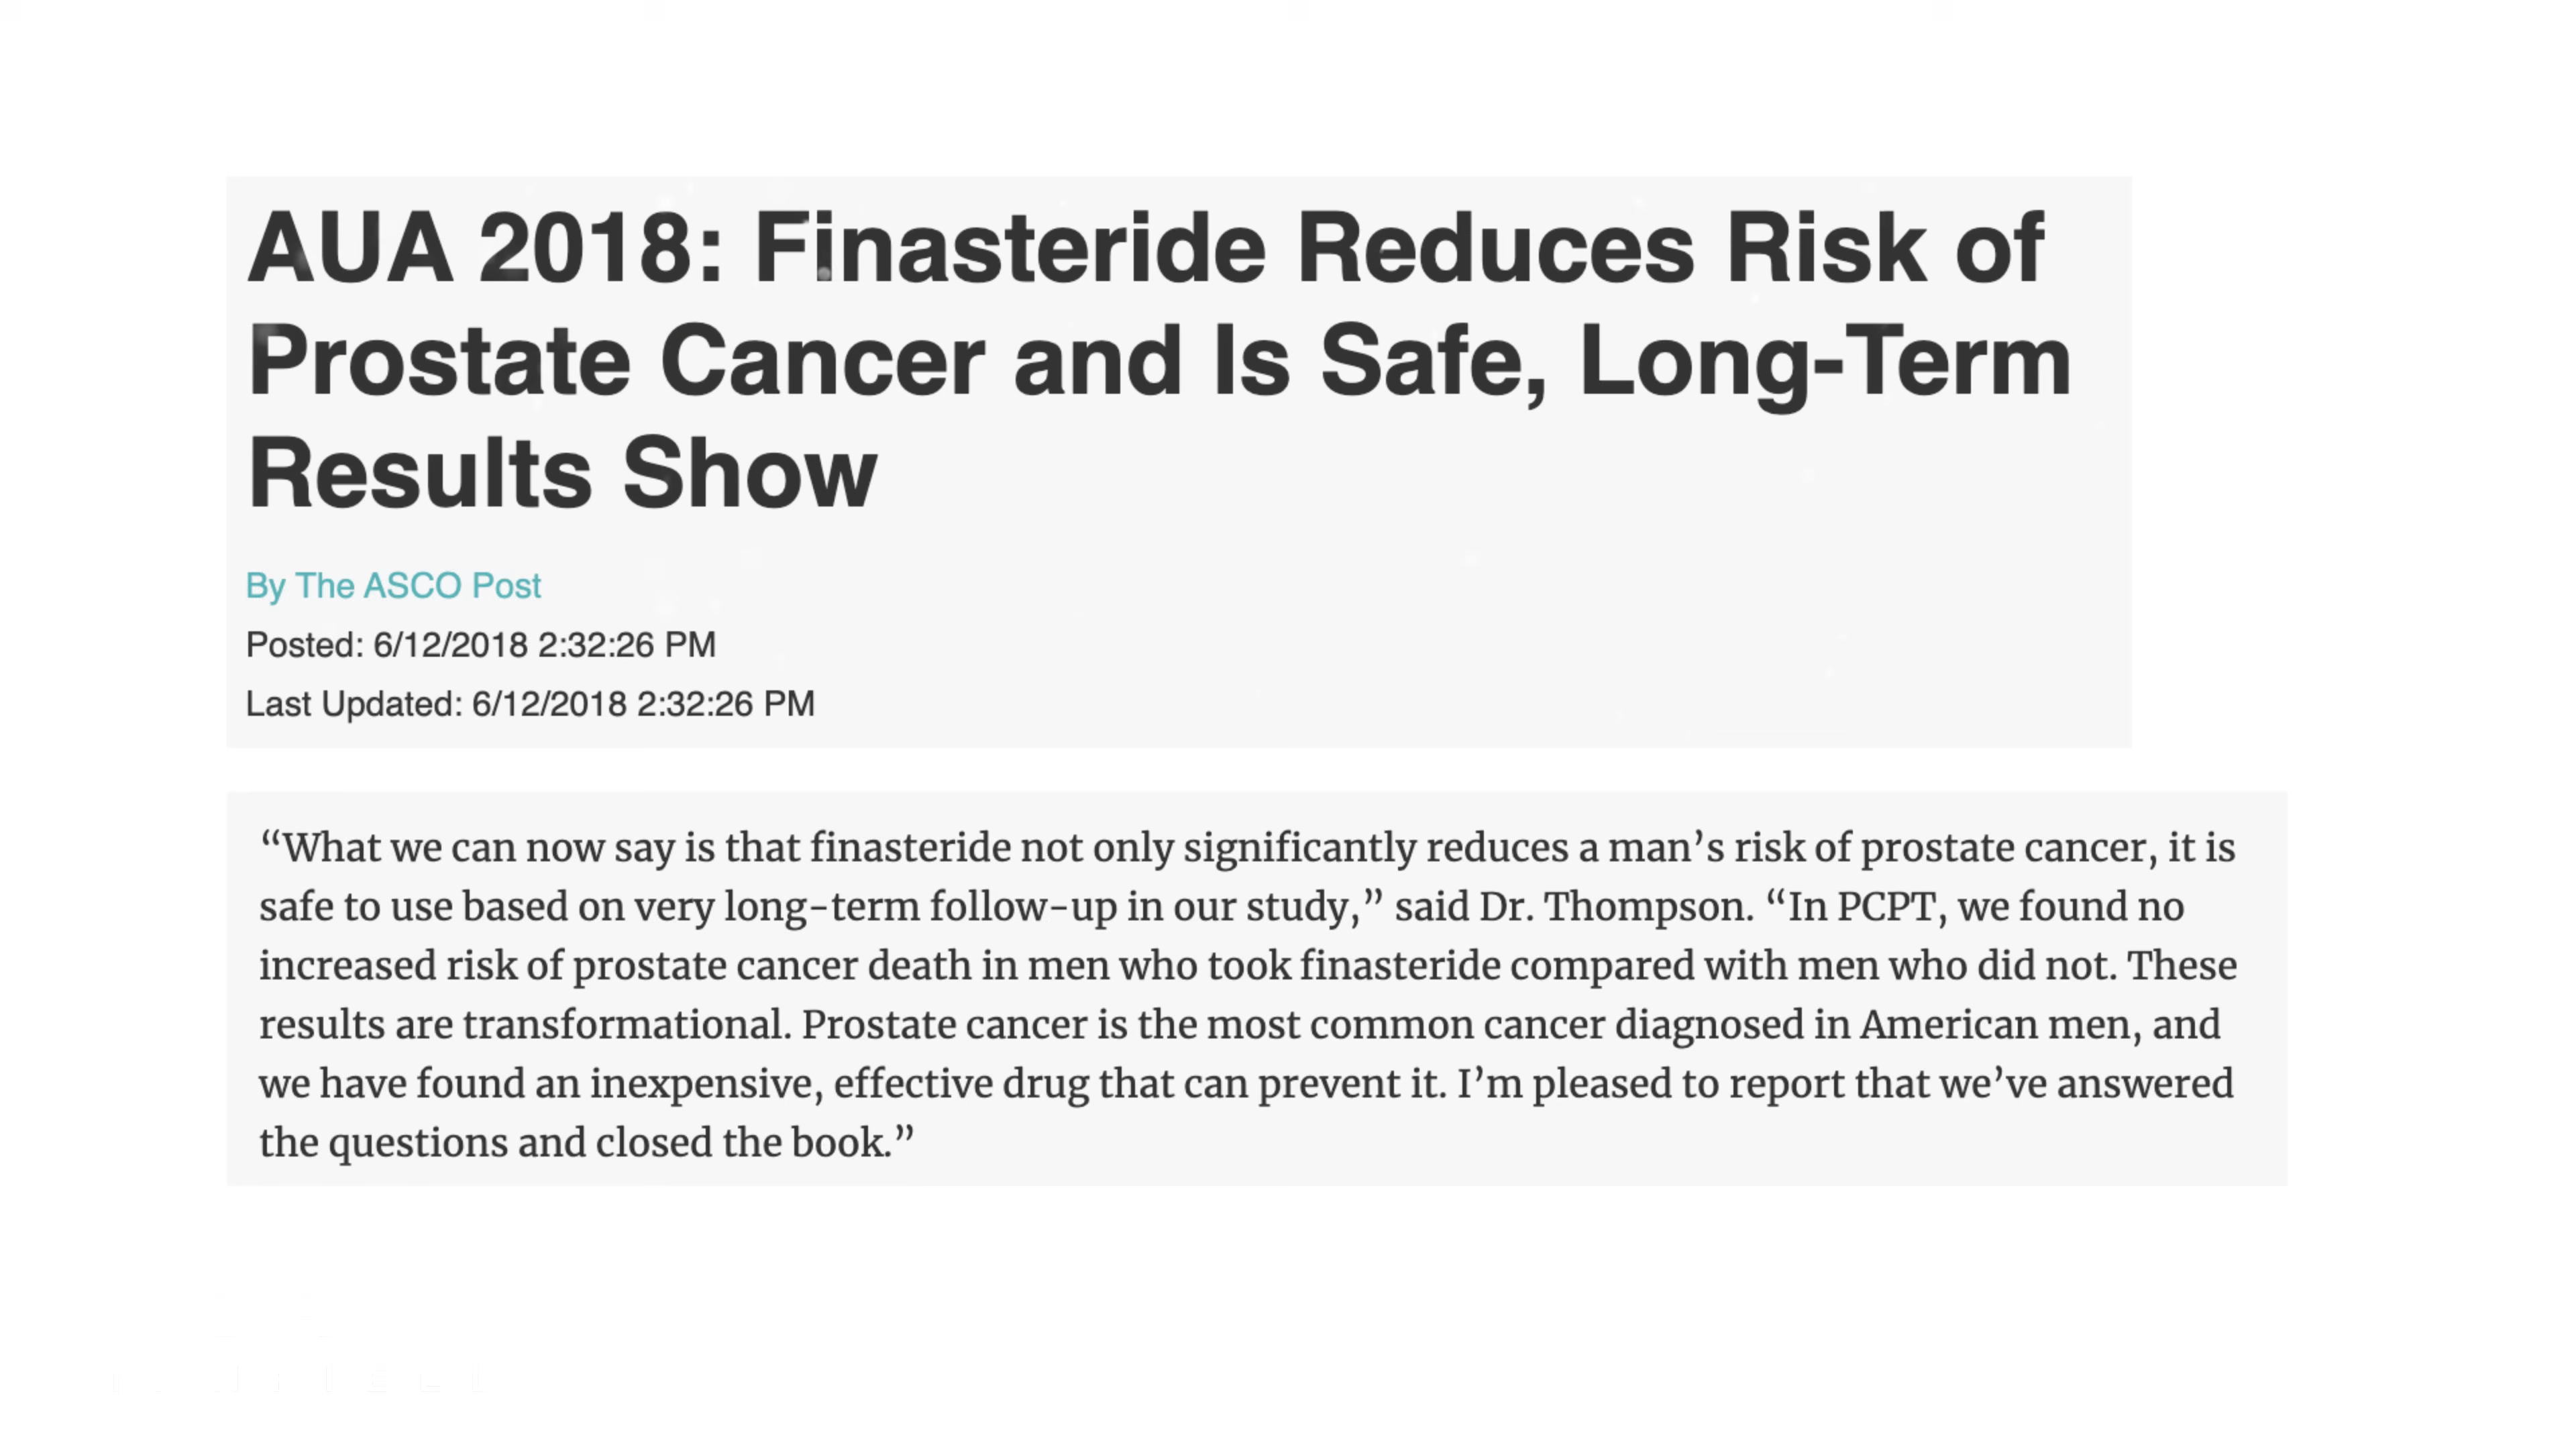 AUA 2018: Finasteride Reduces Risk of
Prostate Cancer and Is Safe, Long-Term
Results Show
By The ASCO Post
Posted: 6/12/2018 2:32:26 PM
Last Updated: 6/12/2018 2:32:26 PM
“What we can now say is that finasteride not only significantly reduces a man’s risk of prostate cancer, it is
safe to use based on very long-term follow-up in our study,” said Dr. Thompson. “In PCPT, we found no
increased risk of prostate cancer death in men who took finasteride compared with men who did not. These
results are transformational. Prostate cancer is the most common cancer diagnosed in American men, and
we have found an inexpensive, effective drug that can prevent it. I’m pleased to report that we’ve answered
the questions and closed the book.”